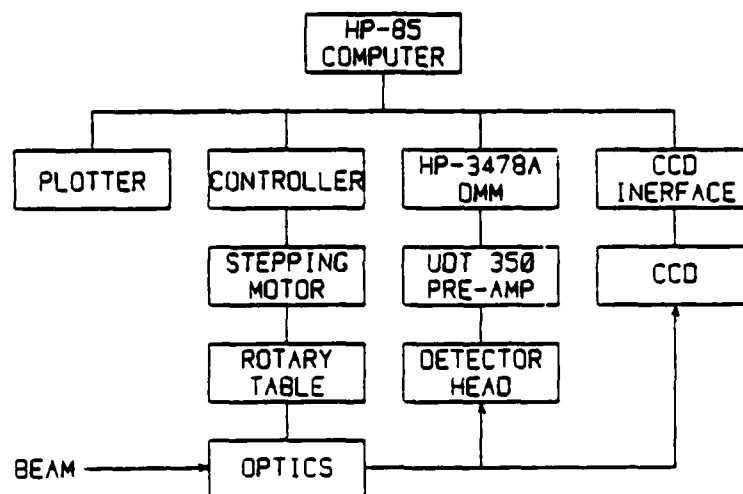 HP-85
COMPUTER
PLOTTER
CONTROLLER
HP-3478A
DMM
CCD
INERFACE
STEPPING
MOTOR
UDT 350
PRE-AMP
CCD
ROTARY
TABLE
DETECTOR
HEAD
BEAM
OPTICS